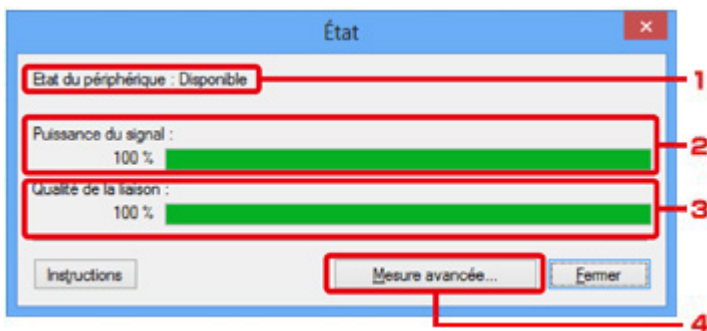 État
Etat du périphérique : Disponible
1
Puissance du signal :
100 %
2
Qualité de la liaison :
100 %
3
Instructions
Mesure avancée...
Fermer
4